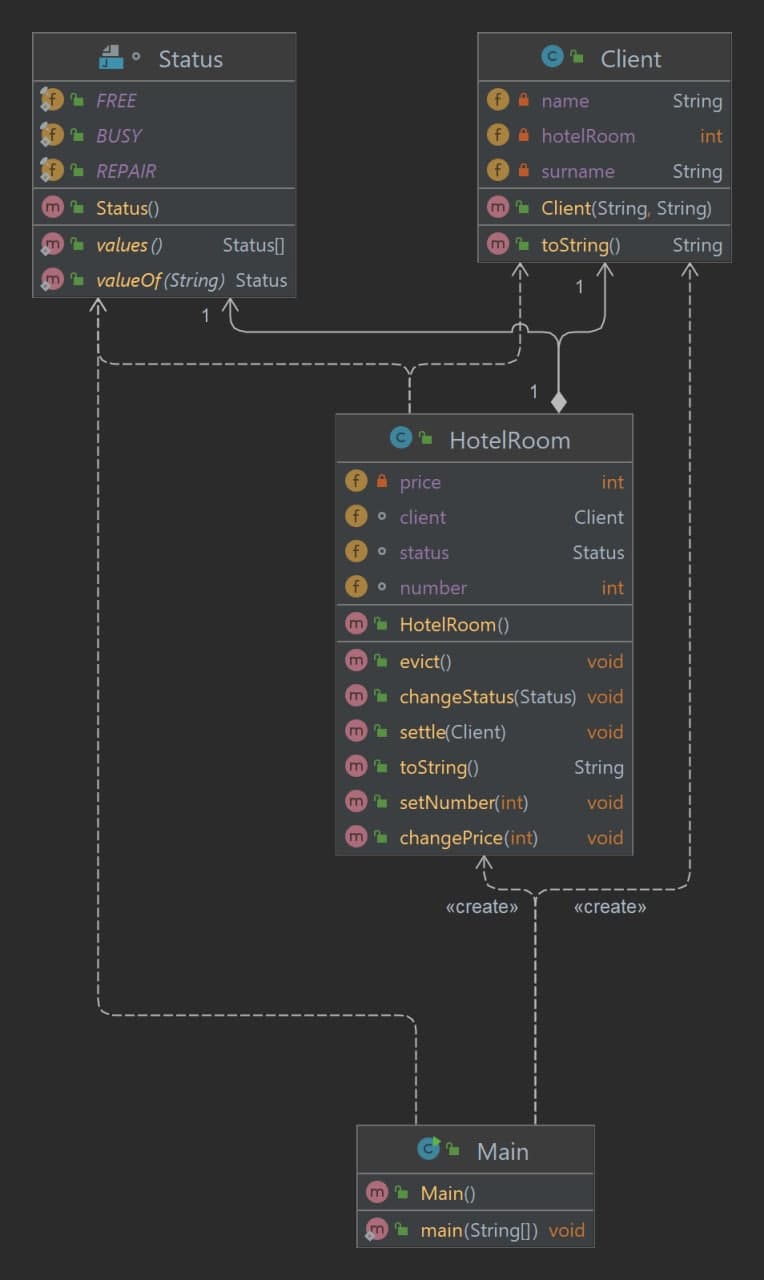 Status
FREE
BUSY
REPAIR
Status()
values() Status[]
valueOf(String) Status
Client
name String
hotelRoom int
surname String
Client(String, String)
toString() String
1
1
1
HotelRoom
price int
client Client
status Status
number int
HotelRoom()
evict() void
changeStatus(Status) void
settle(Client) void
toString() String
setNumber(int) void
changePrice(int) void
«create» «create»
Main
Main()
main(String[]) void